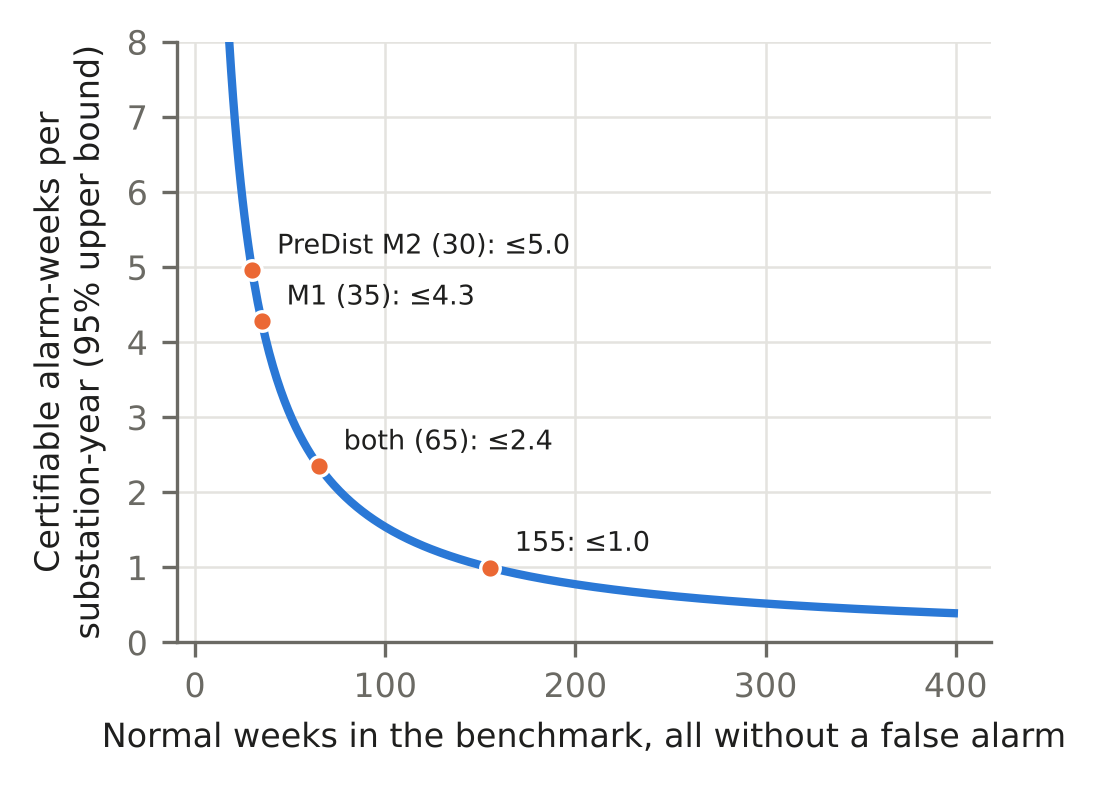 Certifiable alarm-weeks per
substation-year (95% upper bound)
8
7
6
5
4
3
2
1
0
PreDist M2 (30): ≤5.0
M1 (35): ≤4.3
both (65): ≤2.4
155: ≤1.0
0 100 200 300 400
Normal weeks in the benchmark, all without a false alarm